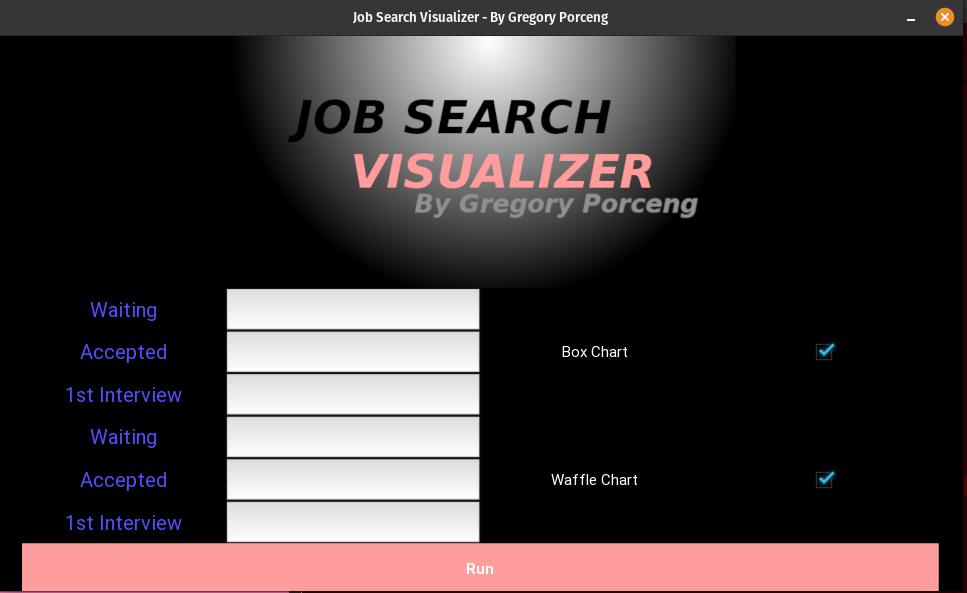 Job Search Visualizer - By Gregory Porceng
JOB SEARCH
VISUALIZER
By Gregory Porceng
Waiting
Accepted
Box Chart
1st Interview
Waiting
Accepted
Waffle Chart
1st Interview
Run